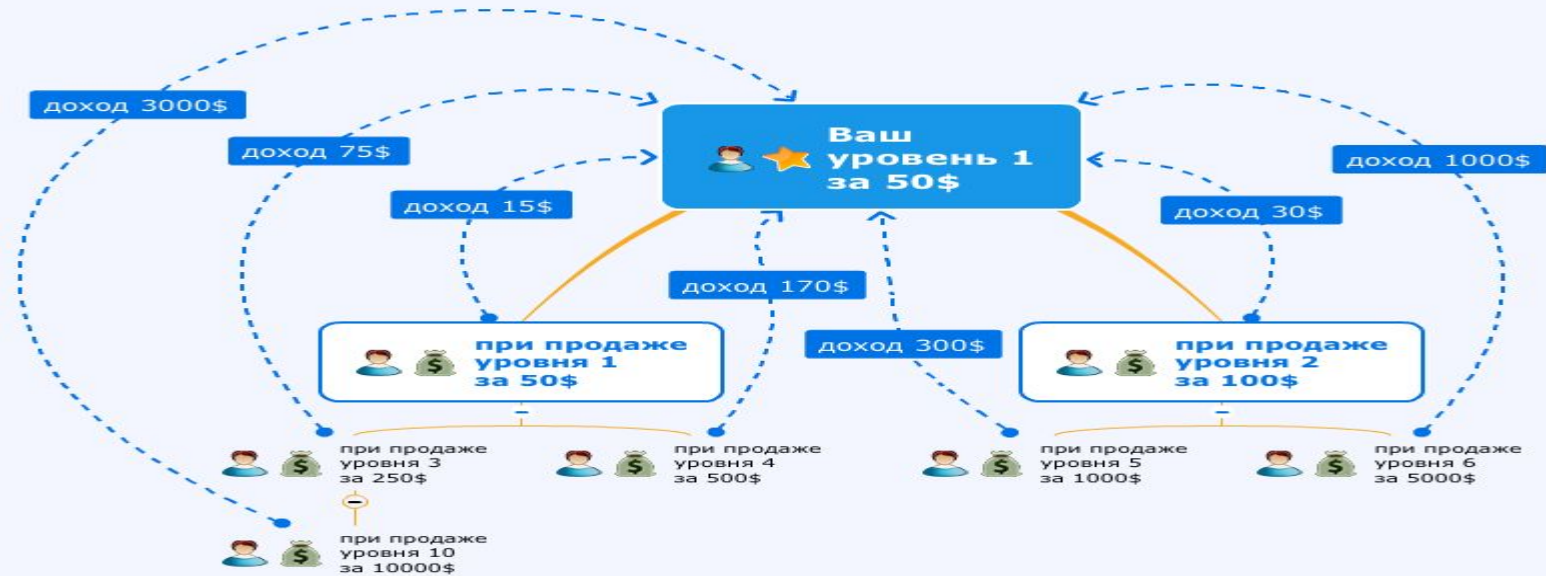 доход 3000$
доход 75$
доход 15$
Ваш
уровень 1
за 50$
доход 1000$
доход 30$
доход 170$
доход 300$
при продаже
уровня 1
за 50$
при продаже
уровня 2
за 100$
при продаже
уровня 3
за 250$
при продаже
уровня 4
за 500$
при продаже
уровня 5
за 1000$
при продаже
уровня 6
за 5000$
при продаже
уровня 10
за 10000$